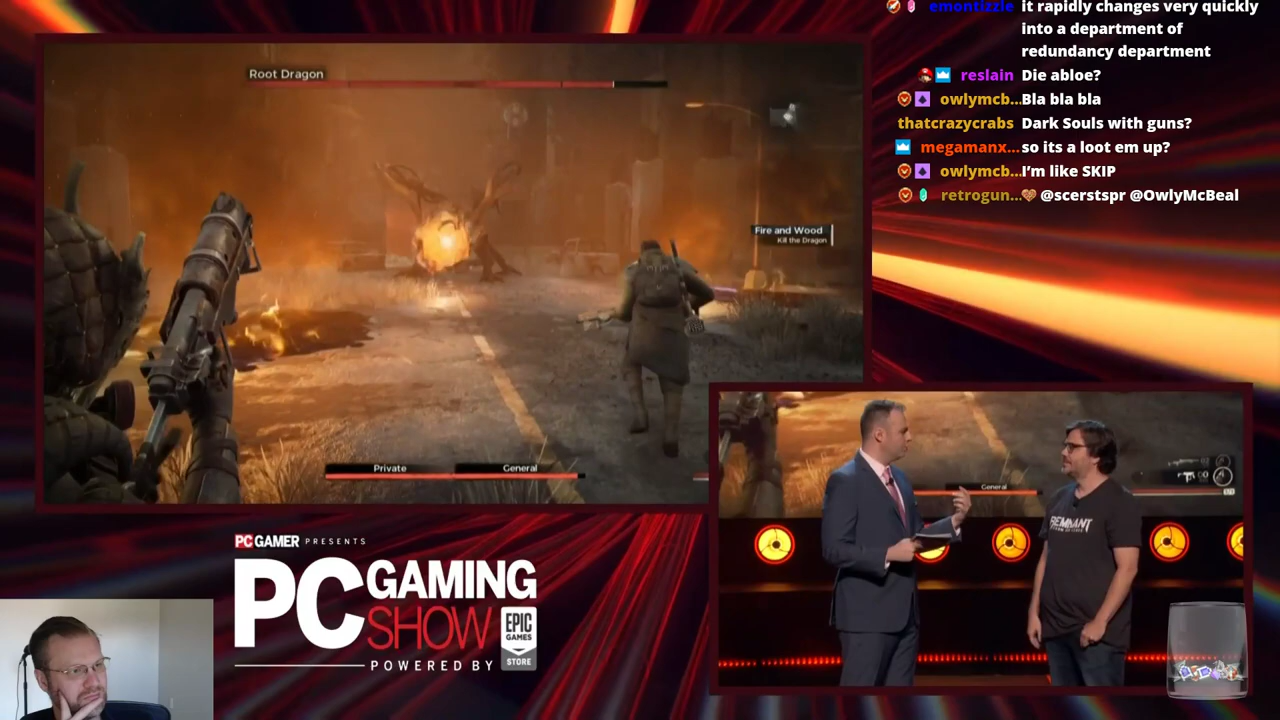 emontizzle it rapidly changes very quickly
into a department of
redundancy department
reslain Die abloe?
owlymcb... Bla bla bla
thatcrazycrabs Dark Souls with guns?
megamanx... so its a loot em up?
owlymcb... I'm like SKIP
retrogun... @scerstspr @OwlyMcBeal
Root Dragon
Fire and Wood
Kill the Dragon
Private
General
General
REMNANT
PC GAMER PRESENTS
PC GAMING
SHOW
POWERED BY
EPIC
GAMES
STORE